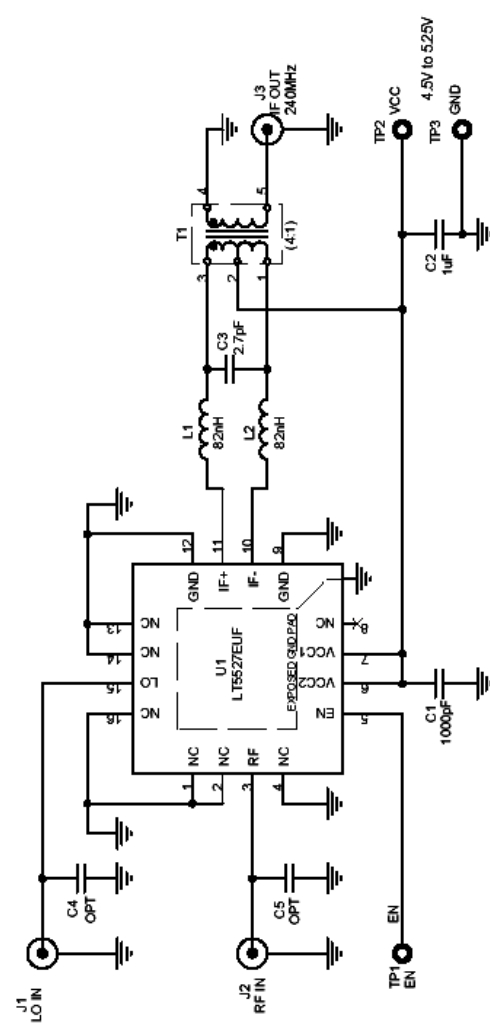 J3
IF OUT
240MHz
TP2
VCC
4.5V to 5.25V
TP3
GND
T1
4
5
(4:1)
3
2
1
C2
1uF
C3
2.7pF
L1
82nH
L2
82nH
12
11
10
9
GND
IF+
IF-
GND
13
NC
14
NC
15
LO
16
NC
U1
LT5527EUF
EXPOSED GND PAD
NC
8
VCC1
7
VCC2
6
EN
5
NC
NC
RF
NC
1
2
3
4
C1
1000pF
C4
OPT
C5
OPT
J1
LO IN
J2
RF IN
EN
TP1
EN